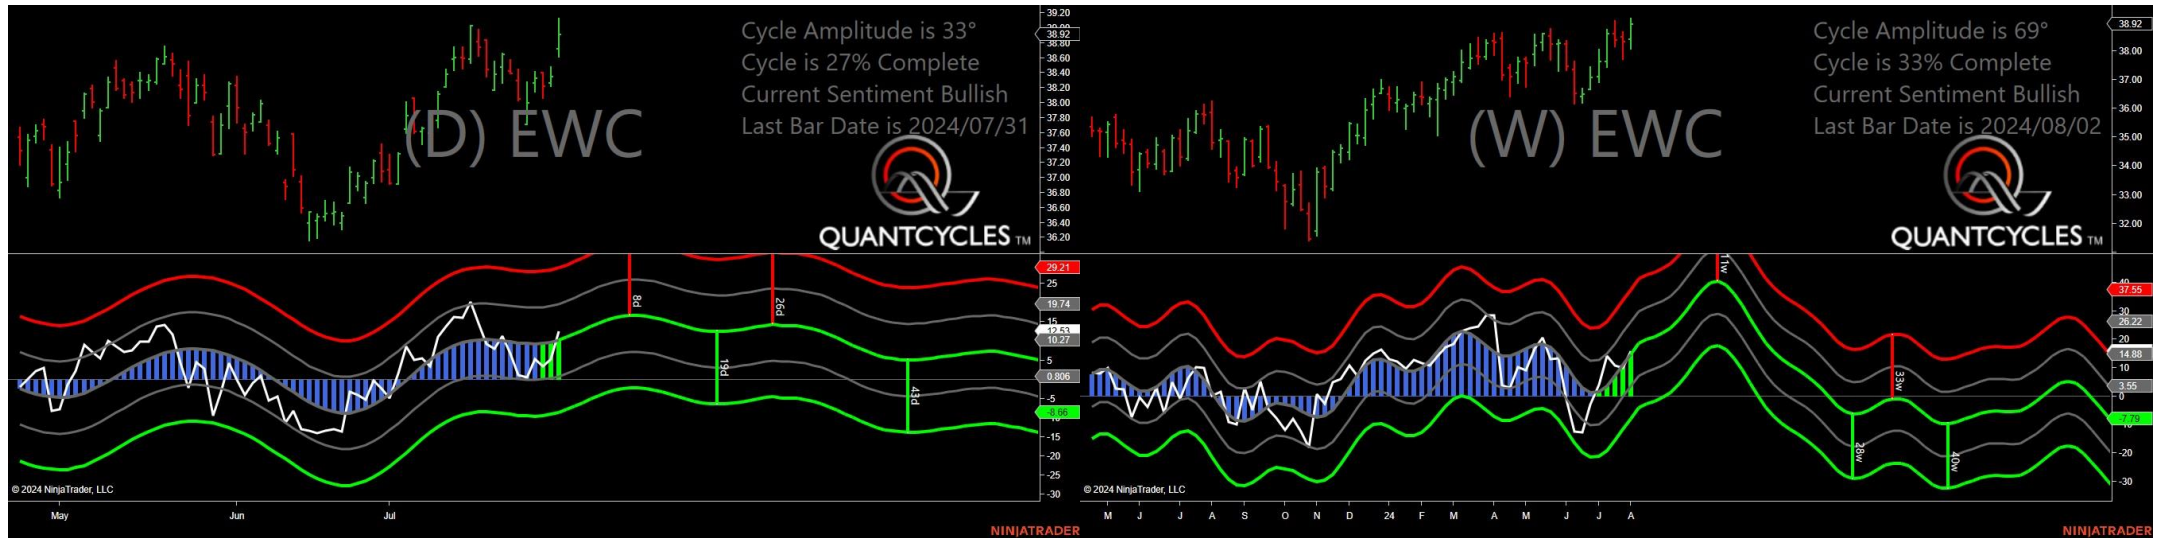 39.20
39.00
38.92
38.80
38.60
38.40
38.20
38.00
37.80
37.60
37.40
37.20
37.00
36.80
36.60
36.40
36.20
Cycle Amplitude is 33°
Cycle is 27% Complete
Current Sentiment Bullish
Last Bar Date is 2024/07/31
(D) EWC
QUANTCYCLES TM
29.21
25
19.74
15
12.53
10.27
5
0.806
-5
-8.66
-10
-15
-20
-25
-30
8d
19d
26d
43d
© 2024 NinjaTrader, LLC
May
Jun
Jul
NINJATRADER
38.92
38.00
37.00
36.00
35.00
34.00
33.00
32.00
Cycle Amplitude is 69°
Cycle is 33% Complete
Current Sentiment Bullish
Last Bar Date is 2024/08/02
(W) EWC
QUANTCYCLES TM
40
37.55
30
26.22
14.88
10
3.55
0
-7.79
-20
-30
11w
28w
33w
40w
© 2024 NinjaTrader, LLC
M
J
J
A
S
O
N
D
24
F
M
A
M
J
J
A
NINJATRADER